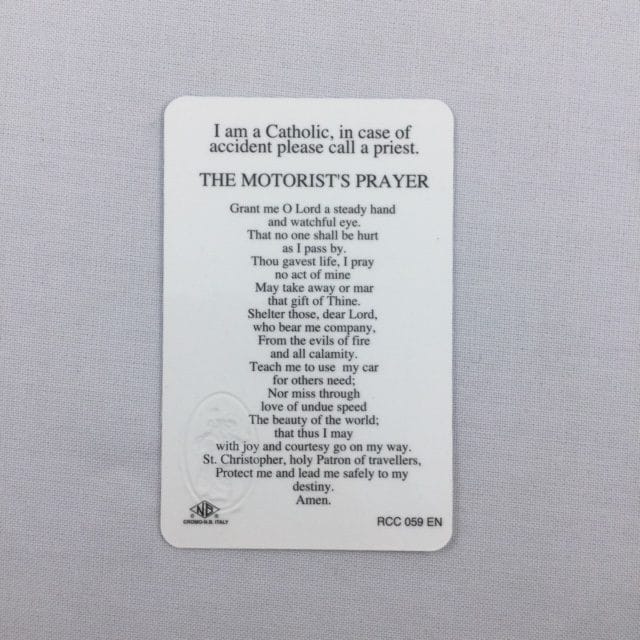 I am a Catholic, in case of
accident please call a priest.
THE MOTORIST'S PRAYER
Grant me O Lord a steady hand
and watchful eye.
That no one shall be hurt
as I pass by.
Thou gavest life, I pray
no act of mine
May take away or mar
that gift of Thine.
Shelter those, dear Lord,
who bear me company,
From the evils of fire
and all calamity.
Teach me to use my car
for others need;
Nor miss through
love of undue speed
The beauty of the world;
that thus I may
with joy and courtesy go on my way.
St. Christopher, holy Patron of travellers,
Protect me and lead me safely to my
destiny.
Amen.
NB
CROMO-N.B. ITALY
RCC 059 EN